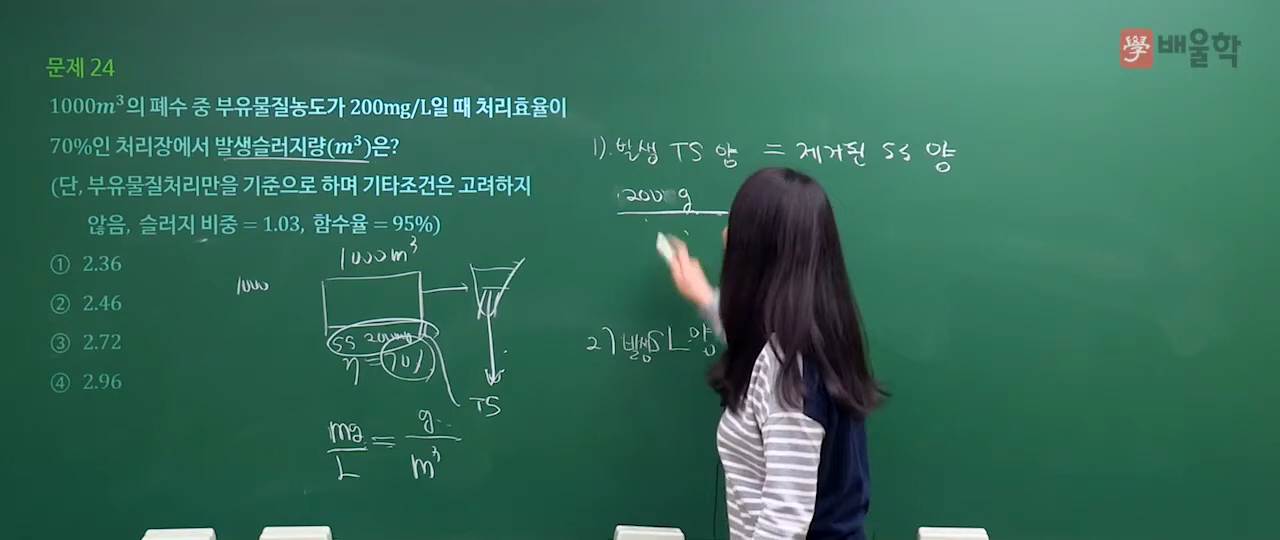 學 배울학
문제 24
1000m³의 폐수 중 부유물질농도가 200mg/L일 때 처리효율이
70%인 처리장에서 발생슬러지량(m³)은?
(단, 부유물질처리만을 기준으로 하며 기타조건은 고려하지
않음, 슬러지 비중 = 1.03, 함수율 = 95%)
① 2.36
② 2.46
③ 2.72
④ 2.96
1000
1000m³
SS 200mg
η = 70%
TS
mg/L = g/m³
1). 발생 TS 양 = 제거된 SS 양
200 g
2) 발생SL양